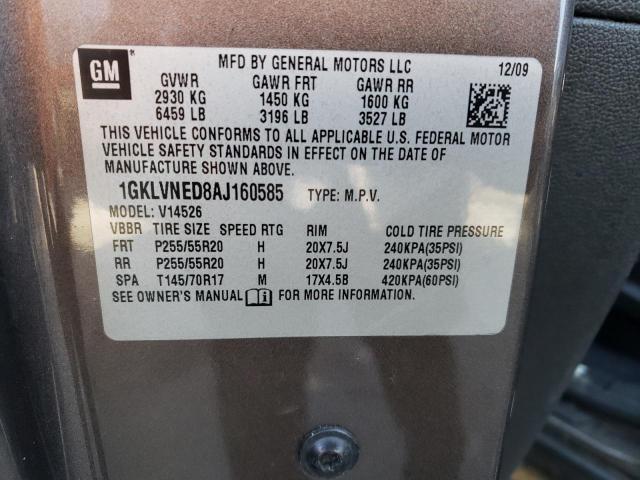 GM
MFD BY GENERAL MOTORS LLC
GVWR GAWR FRT GAWR RR 12/09
2930 KG 1450 KG 1600 KG
6459 LB 3196 LB 3527 LB
THIS VEHICLE CONFORMS TO ALL APPLICABLE U.S. FEDERAL MOTOR
VEHICLE SAFETY STANDARDS IN EFFECT ON THE DATE OF
MANUFACTURE SHOWN ABOVE.
1GKLVNED8AJ160585 TYPE: M.P.V.
MODEL: V14526
VBBR TIRE SIZE SPEED RTG RIM COLD TIRE PRESSURE
FRT P255/55R20 H 20X7.5J 240KPA(35PSI)
RR P255/55R20 H 20X7.5J 240KPA(35PSI)
SPA T145/70R17 M 17X4.5B 420KPA(60PSI)
SEE OWNER'S MANUAL FOR MORE INFORMATION.